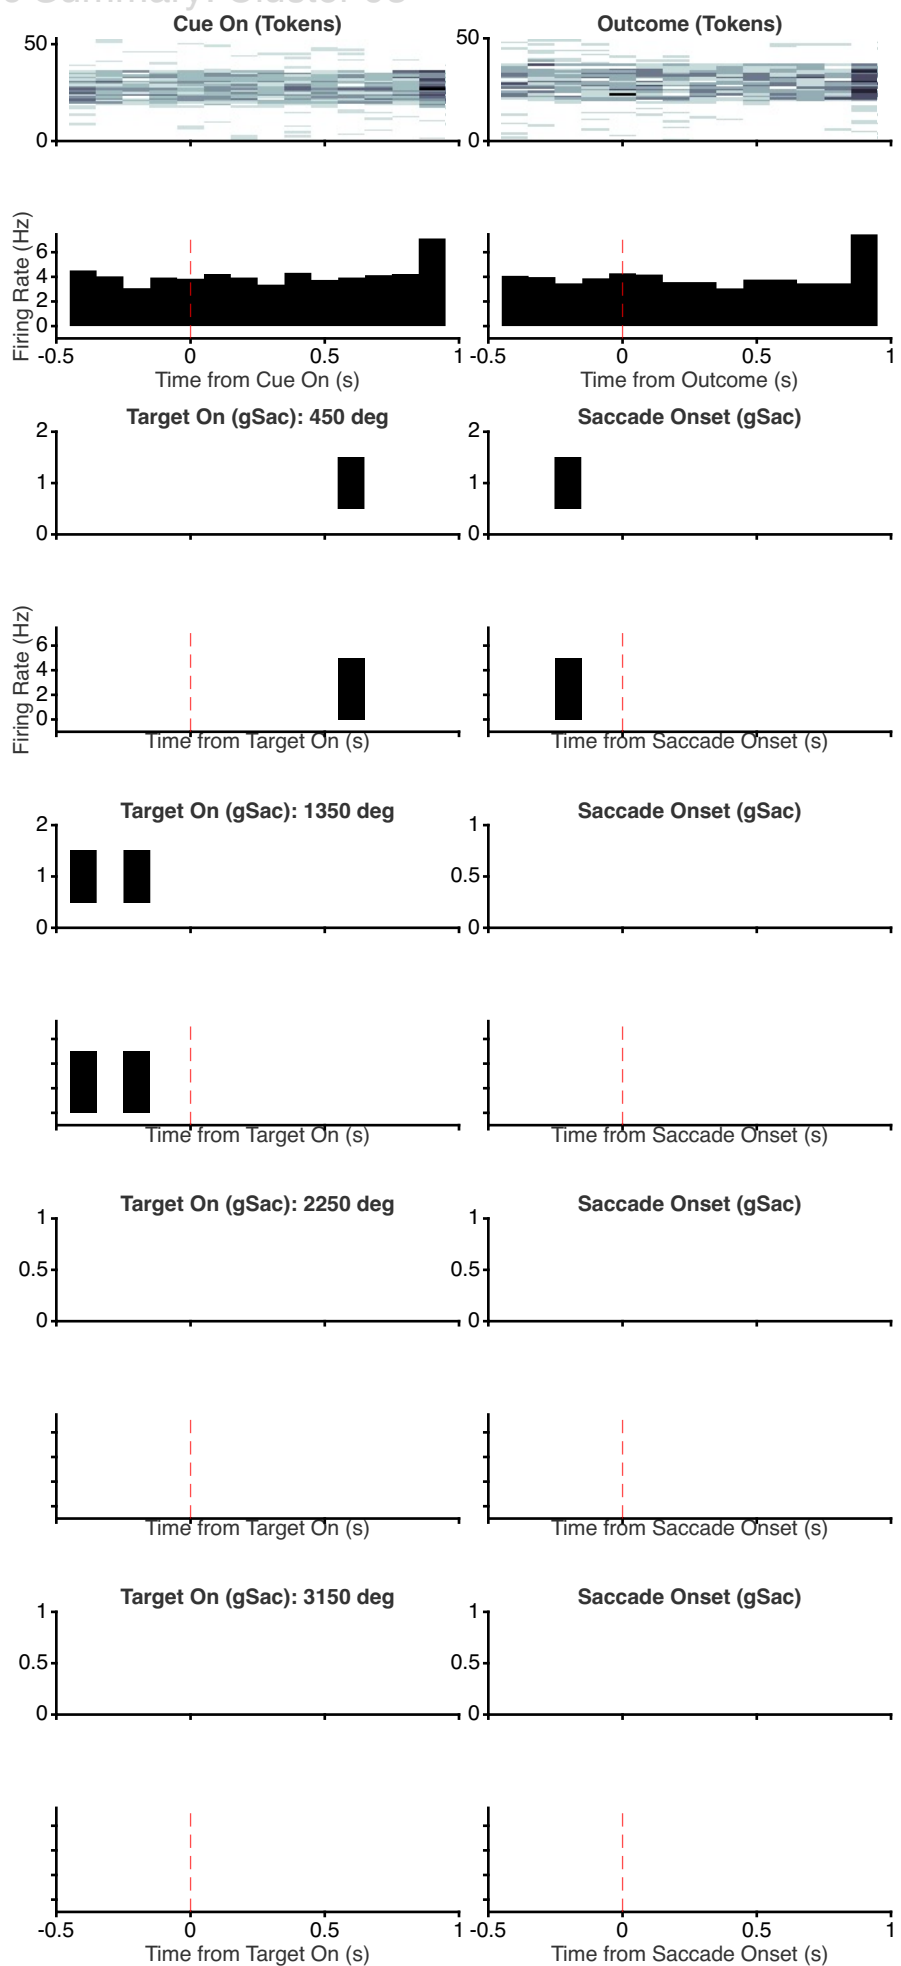 Summary: Cluster
Cue On (Tokens)
Outcome (Tokens)
50
0
50
0
Firing Rate (Hz)
6
4
2
0
-0.5 0 0.5 1
-0.5 0 0.5 1
Time from Cue On (s)
Time from Outcome (s)
Target On (gSac): 450 deg
Saccade Onset (gSac)
2
1
0
2
1
0
Firing Rate (Hz)
6
4
2
0
Time from Target On (s)
Time from Saccade Onset (s)
Target On (gSac): 1350 deg
Saccade Onset (gSac)
2
1
0
1
0.5
0
Time from Target On (s)
Time from Saccade Onset (s)
Target On (gSac): 2250 deg
Saccade Onset (gSac)
1
0.5
0
1
0.5
0
Time from Target On (s)
Time from Saccade Onset (s)
Target On (gSac): 3150 deg
Saccade Onset (gSac)
1
0.5
0
1
0.5
0
-0.5 0 0.5 1
-0.5 0 0.5 1
Time from Target On (s)
Time from Saccade Onset (s)